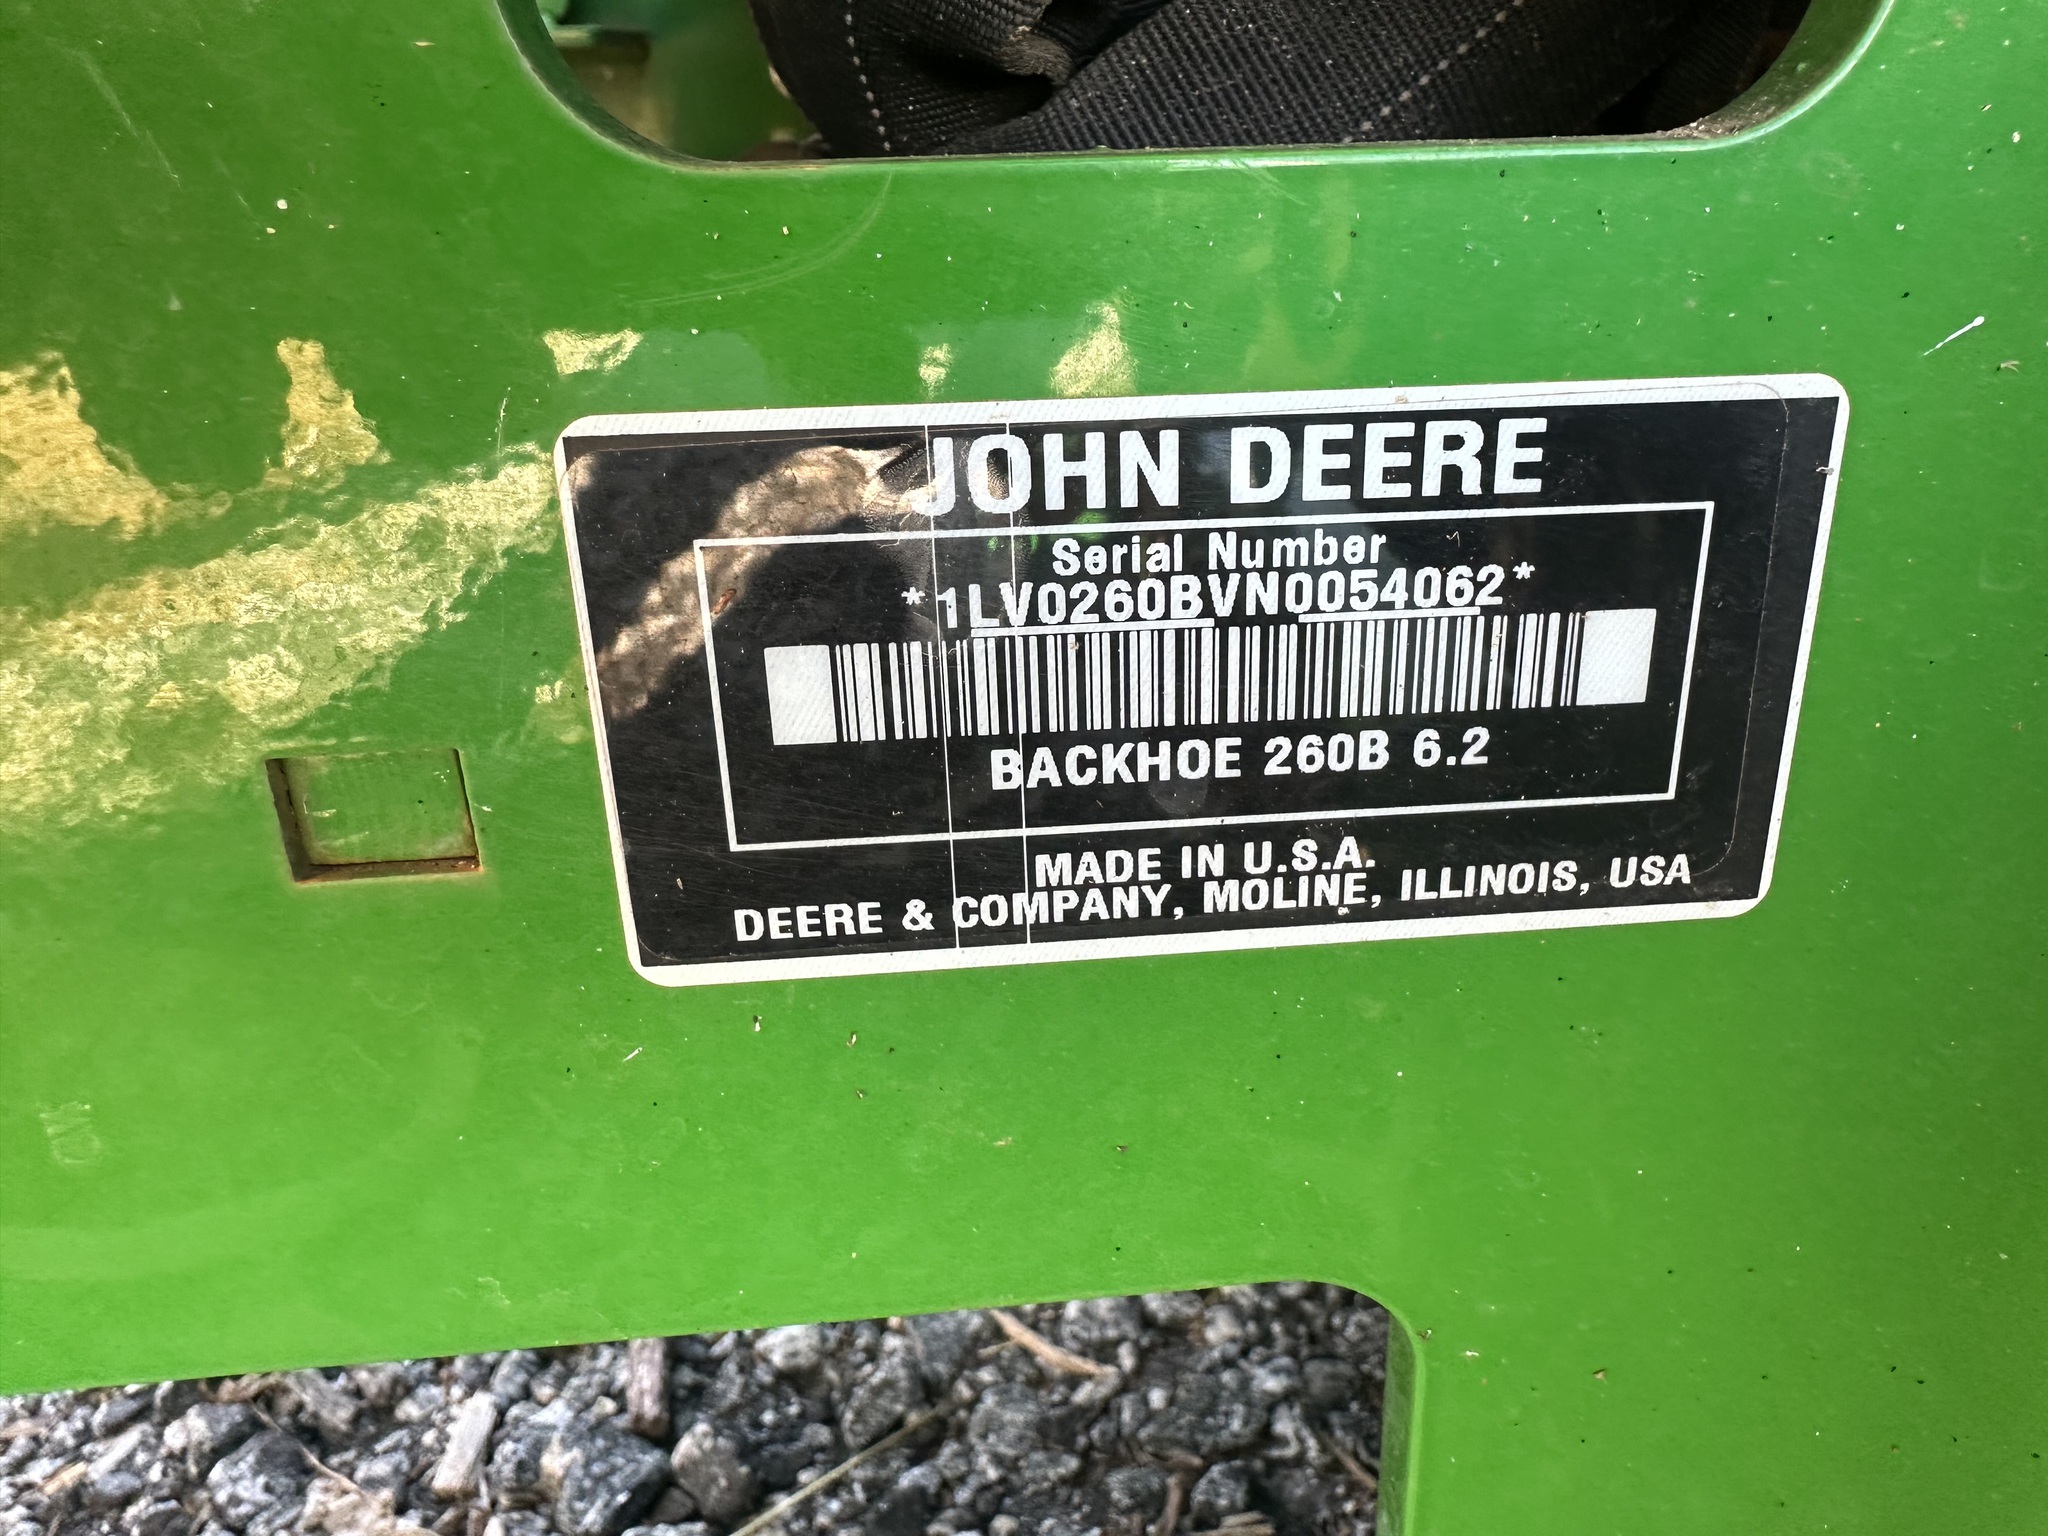 JOHN DEERE
Serial Number
*1LV0260BVN0054062*
BACKHOE 260B 6.2
MADE IN U.S.A.
DEERE & COMPANY, MOLINE, ILLINOIS, USA